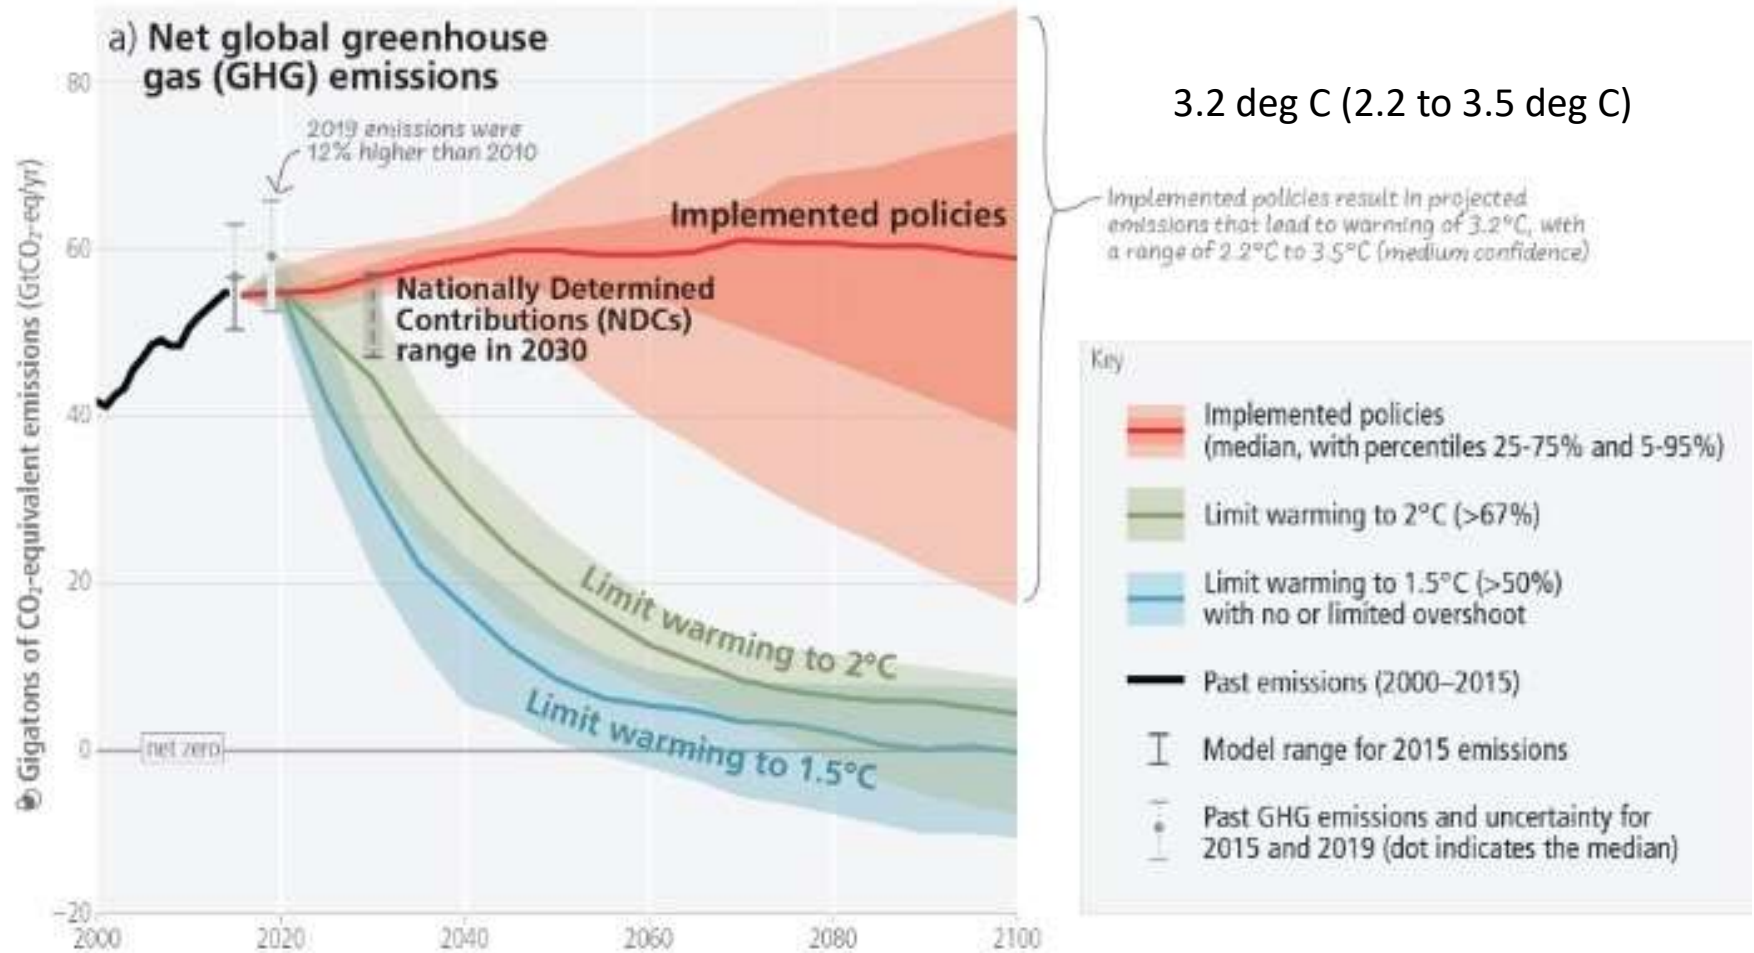 a) Net global greenhouse
gas (GHG) emissions
2019 emissions were
12% higher than 2010
3.2 deg C (2.2 to 3.5 deg C)
Implemented policies result in projected
emissions that lead to warming of 3.2°C, with
a range of 2.2°C to 3.5°C (medium confidence)
Gigatons of CO₂-equivalent emissions (GtCO₂-eq/yr)
80
60
40
20
0
−20
net zero
2000
2020
2040
2060
2080
2100
Implemented policies
Nationally Determined
Contributions (NDCs)
range in 2030
Limit warming to 2°C
Limit warming to 1.5°C
Key
Implemented policies
(median, with percentiles 25-75% and 5-95%)
Limit warming to 2°C (>67%)
Limit warming to 1.5°C (>50%)
with no or limited overshoot
Past emissions (2000–2015)
Model range for 2015 emissions
Past GHG emissions and uncertainty for
2015 and 2019 (dot indicates the median)